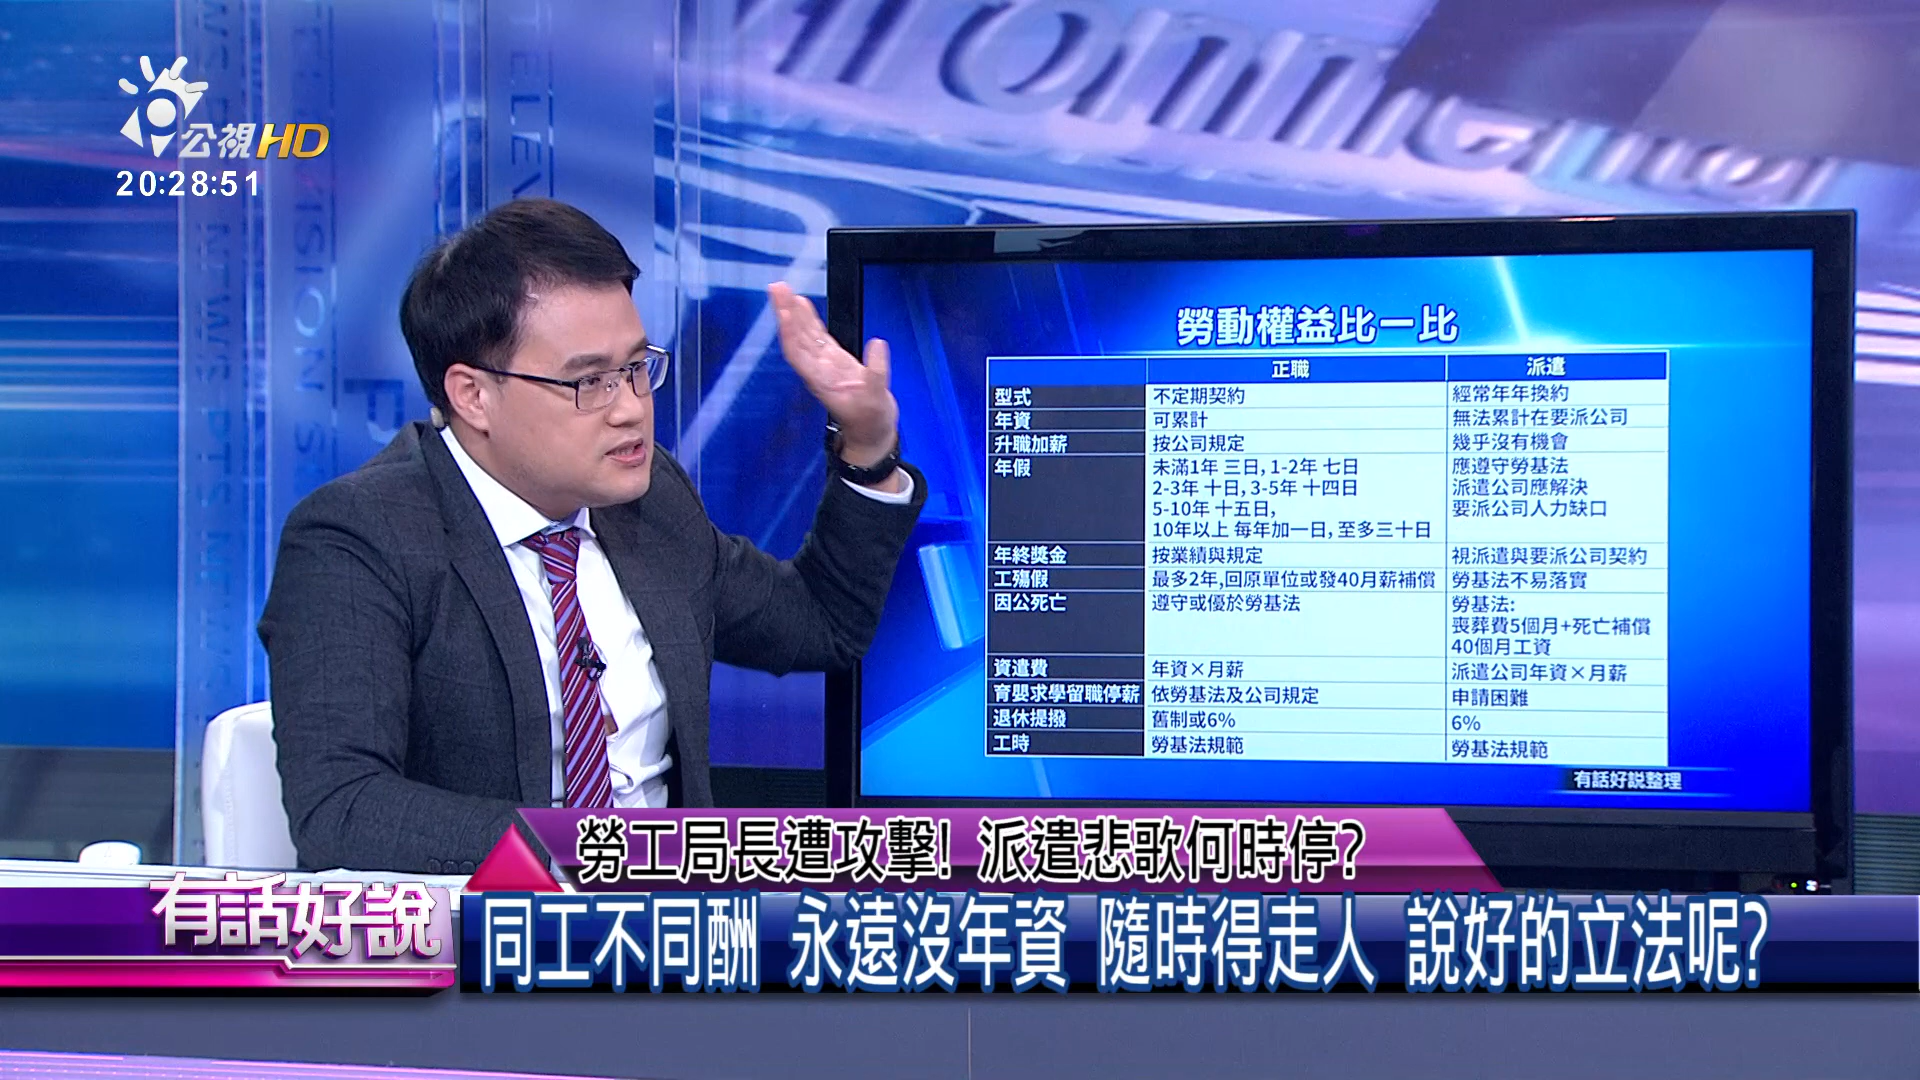 公視HD
20:28:51
勞動權益比一比
正職 派遣
型式 不定期契約 經常年年換約
年資 可累計 無法累計在要派公司
升職加薪 按公司規定 幾乎沒有機會
年假 未滿1年 三日, 1-2年 七日 應遵守勞基法
2-3年 十日, 3-5年 十四日 派遣公司應解決
5-10年 十五日, 要派公司人力缺口
10年以上 每年加一日, 至多三十日
年終獎金 按業績與規定 視派遣與要派公司契約
工殤假 最多2年,回原單位或發40月薪補償 勞基法不易落實
因公死亡 遵守或優於勞基法 勞基法:
喪葬費5個月+死亡補償
40個月工資
資遣費 年資×月薪 派遣公司年資×月薪
育嬰求學留職停薪 依勞基法及公司規定 申請困難
退休提撥 舊制或6% 6%
工時 勞基法規範 勞基法規範
有話好說整理
勞工局長遭攻擊! 派遣悲歌何時停?
有話好說
同工不同酬 永遠沒年資 隨時得走人 說好的立法呢?